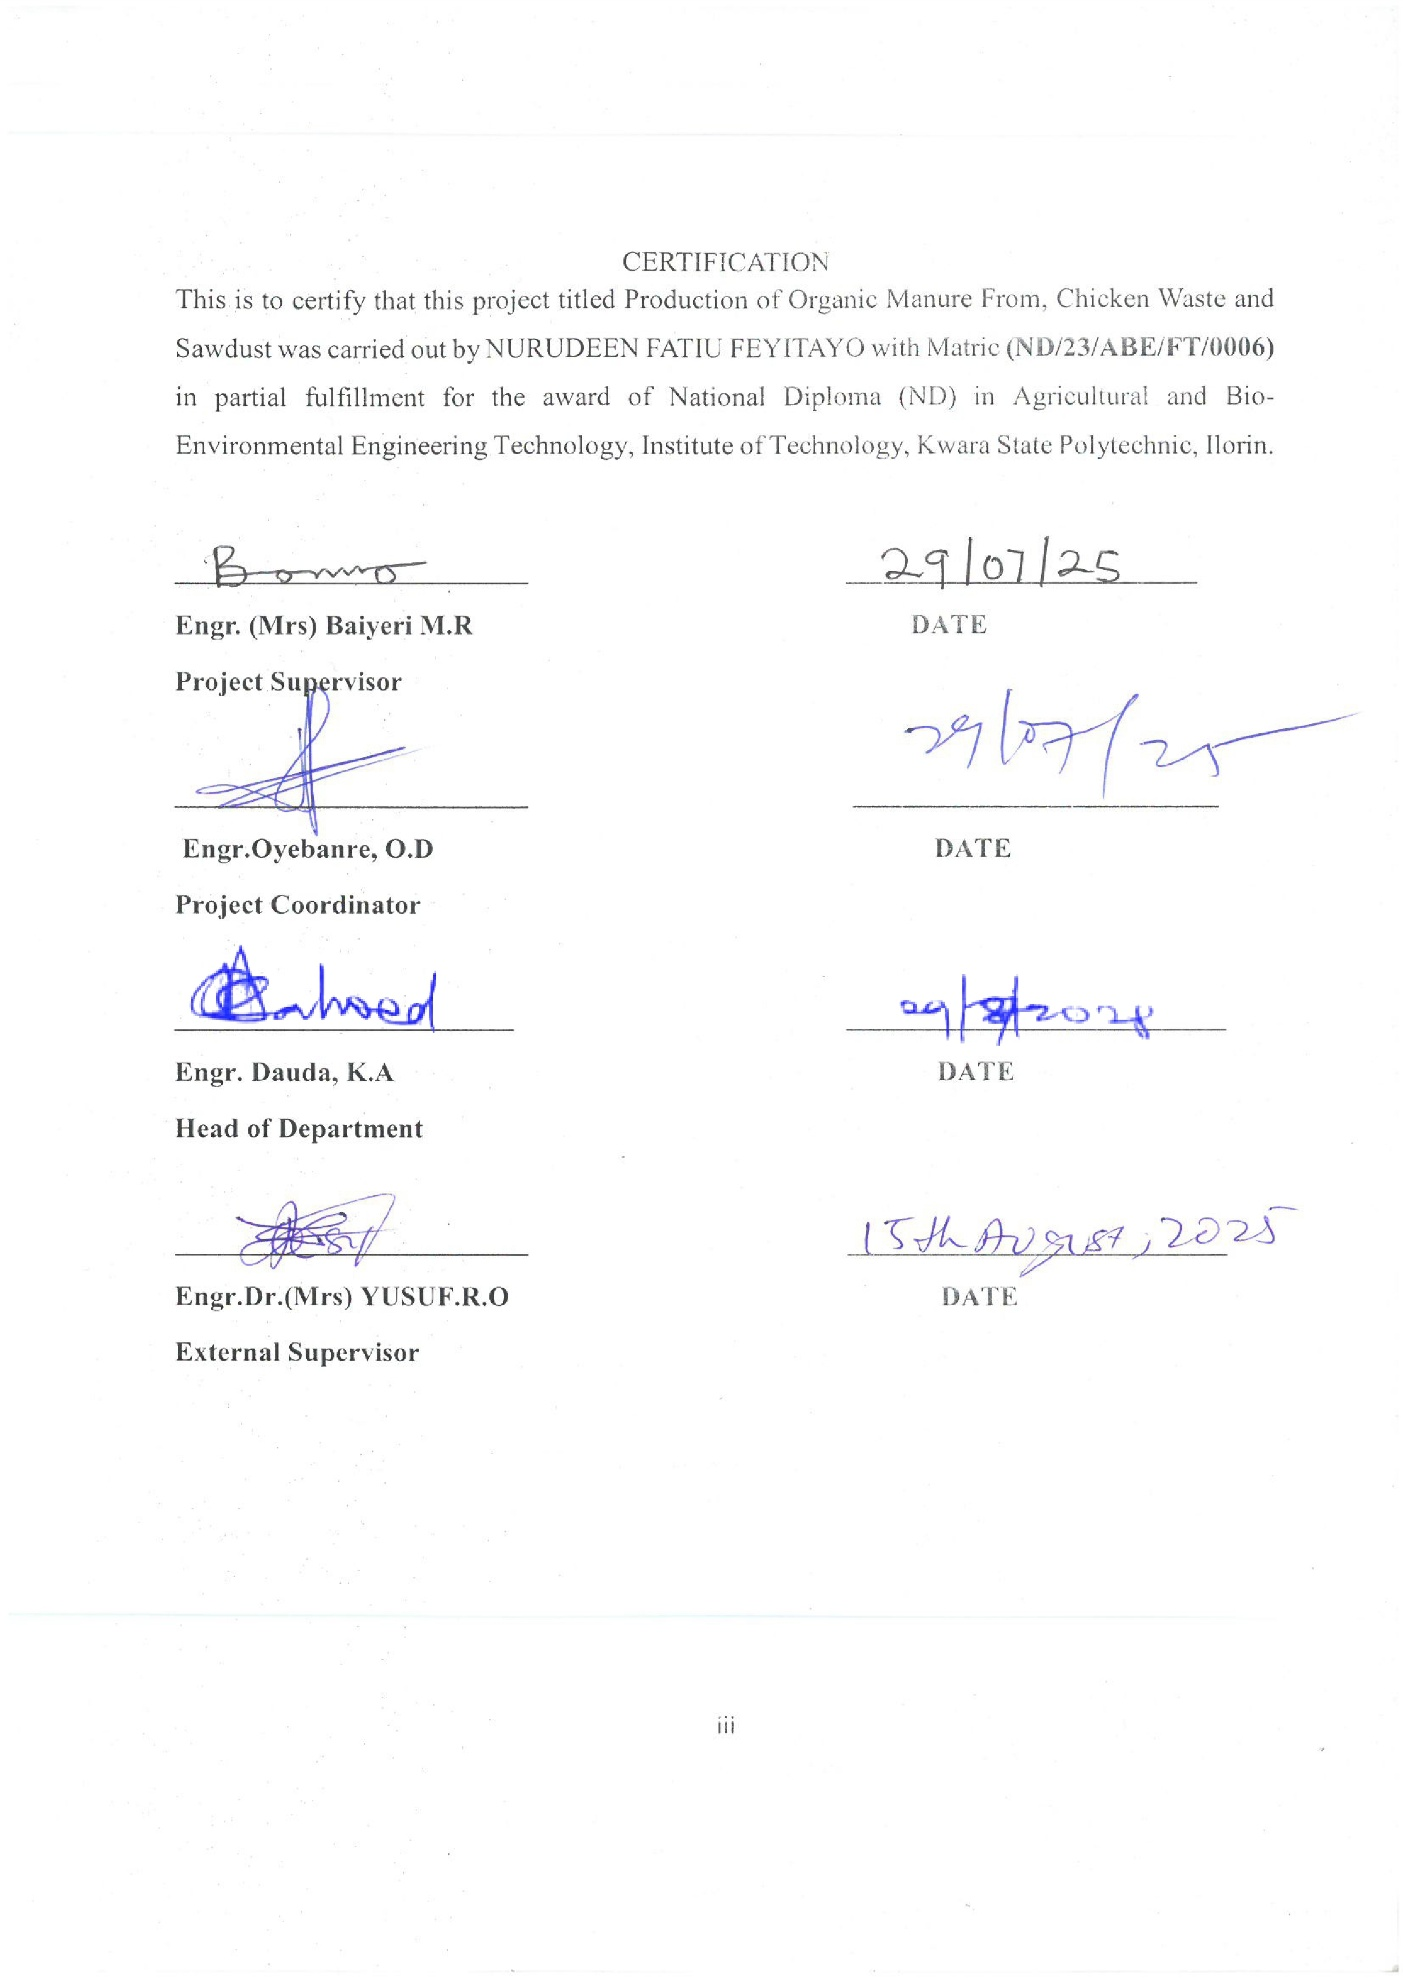 CERTIFICATION
This is to certify that this project titled Production of Organic Manure From, Chicken Waste and
Sawdust was carried out by NURUDEEN FATIU FEYITAYO with Matric (ND/23/ABE/FT/0006)
in partial fulfillment for the award of National Diploma (ND) in Agricultural and Bio-
Environmental Engineering Technology, Institute of Technology, Kwara State Polytechnic, Ilorin.
29/07/25
Engr. (Mrs) Baiyeri M.R DATE
Project Supervisor
29/07/25
Engr.Oyebanre, O.D DATE
Project Coordinator
Engr. Dauda, K.A DATE
Head of Department
15th August, 2025
Engr.Dr.(Mrs) YUSUF.R.O DATE
External Supervisor
iii